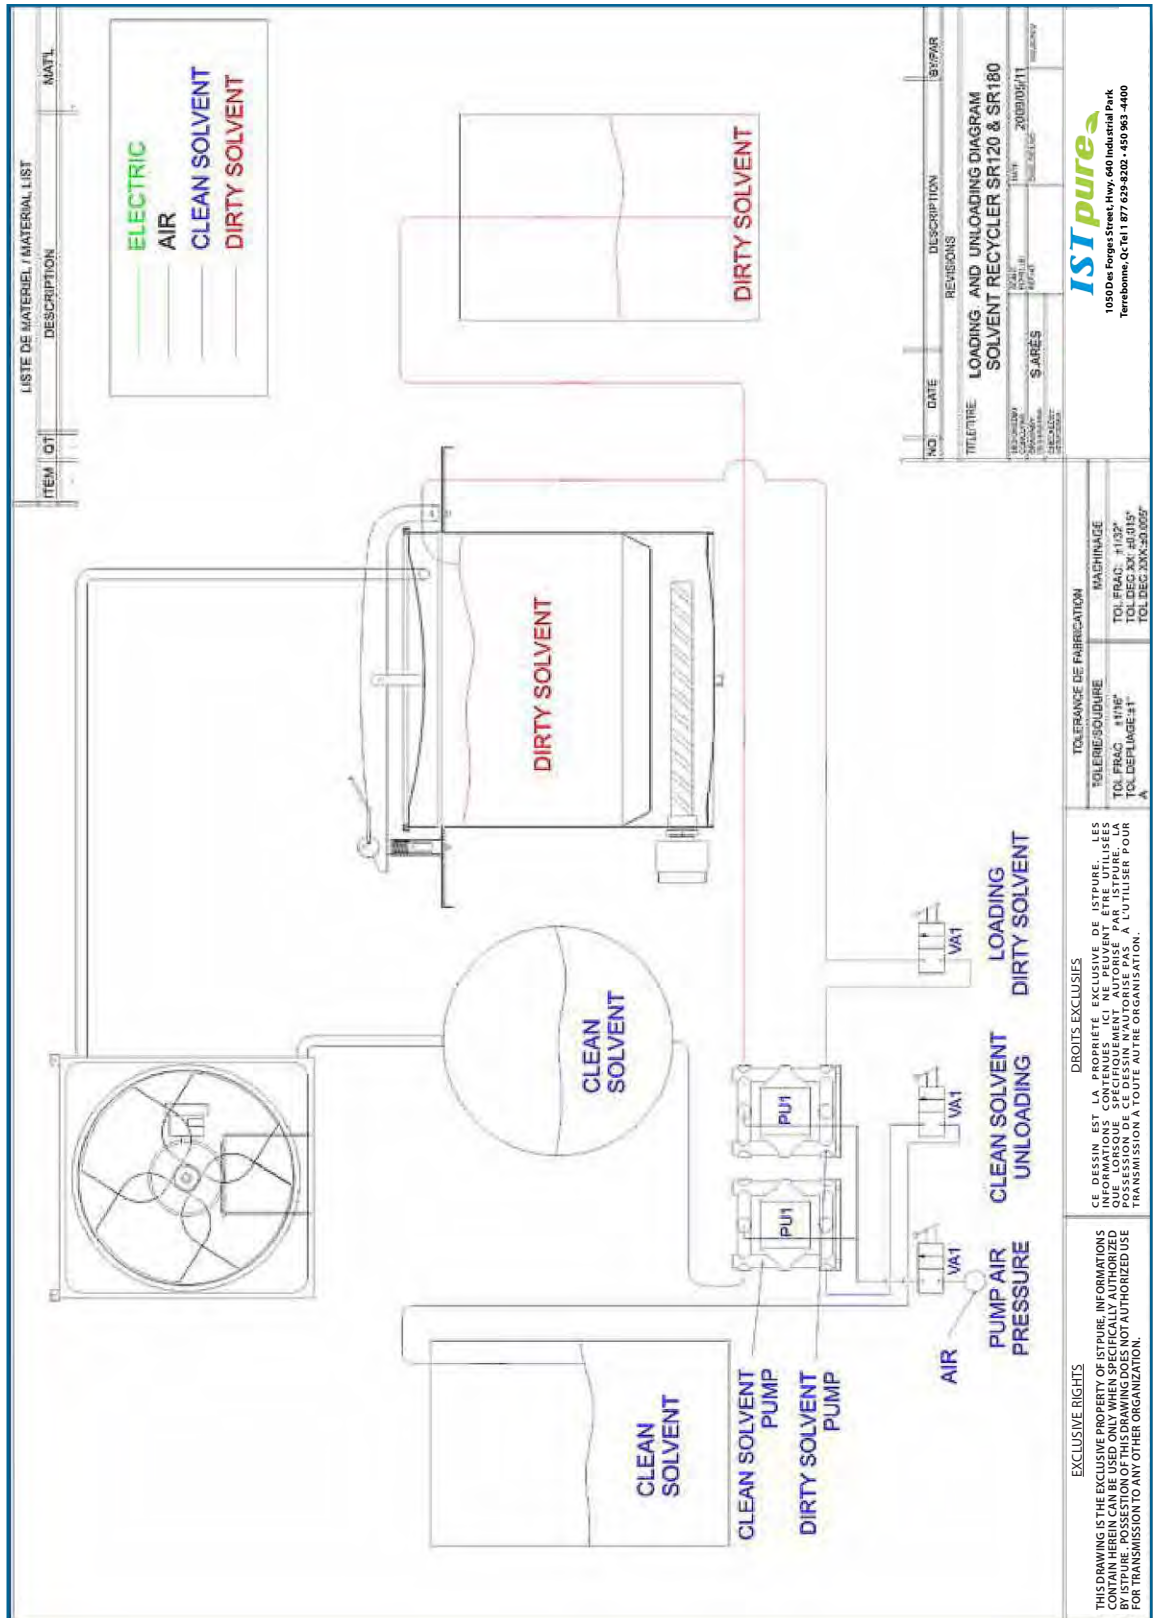 LISTE DE MATERIEL / MATERIAL LIST
ITEM
QT
DESCRIPTION
MAT'L
ELECTRIC
AIR
CLEAN SOLVENT
DIRTY SOLVENT
DIRTY SOLVENT
DIRTY SOLVENT
CLEAN
SOLVENT
CLEAN
SOLVENT
PU1
PU1
CLEAN SOLVENT
PUMP
DIRTY SOLVENT
PUMP
AIR
VA1
PUMP AIR
PRESSURE
VA1
CLEAN SOLVENT
UNLOADING
VA1
LOADING
DIRTY SOLVENT
NO
DATE
DESCRIPTION
BY/PAR
REVISIONS
TITLE/TITRE
LOADING AND UNLOADING DIAGRAM
SOLVENT RECYCLER SR120 & SR180
S.ARÈS
DATE
2009/05/11
EXCLUSIVE RIGHTS
THIS DRAWING IS THE EXCLUSIVE PROPERTY OF ISTPURE, INFORMATIONS
CONTAIN HEREIN CAN BE USED ONLY WHEN SPECIFICALLY AUTHORIZED
BY ISTPURE. POSSESTION OF THIS DRAWING DOES NOT AUTHORIZED USE
FOR TRANSMISSION TO ANY OTHER ORGANIZATION.
DROITS EXCLUSIFS
CE DESSIN EST LA PROPRIÉTÉ EXCLUSIVE DE ISTPURE. LES
INFORMATIONS CONTENUES ICI NE PEUVENT ÊTRE UTILISÉES
QUE LORSQUE SPÉCIFIQUEMENT AUTORISÉ PAR ISTPURE. LA
POSSESSION DE CE DESSIN N'AUTORISE PAS À L'UTILISER POUR
TRANSMISSION À TOUTE AUTRE ORGANISATION.
TOLERANCE DE FABRICATION
TOLERIE/SOUDURE
MACHINAGE
TOL.FRAC. ±1/16"
TOL DEPLIAGE:±1°
A
TOL.FRAC: ±1/32"
TOL.DEC.XX: ±0.015"
TOL.DEC.XXX:±0.005"
IST pure
1050 Des Forges Street, Hwy. 640 Industrial Park
Terrebonne, Qc Tel 1 877 629-8202 • 450 963 -4400